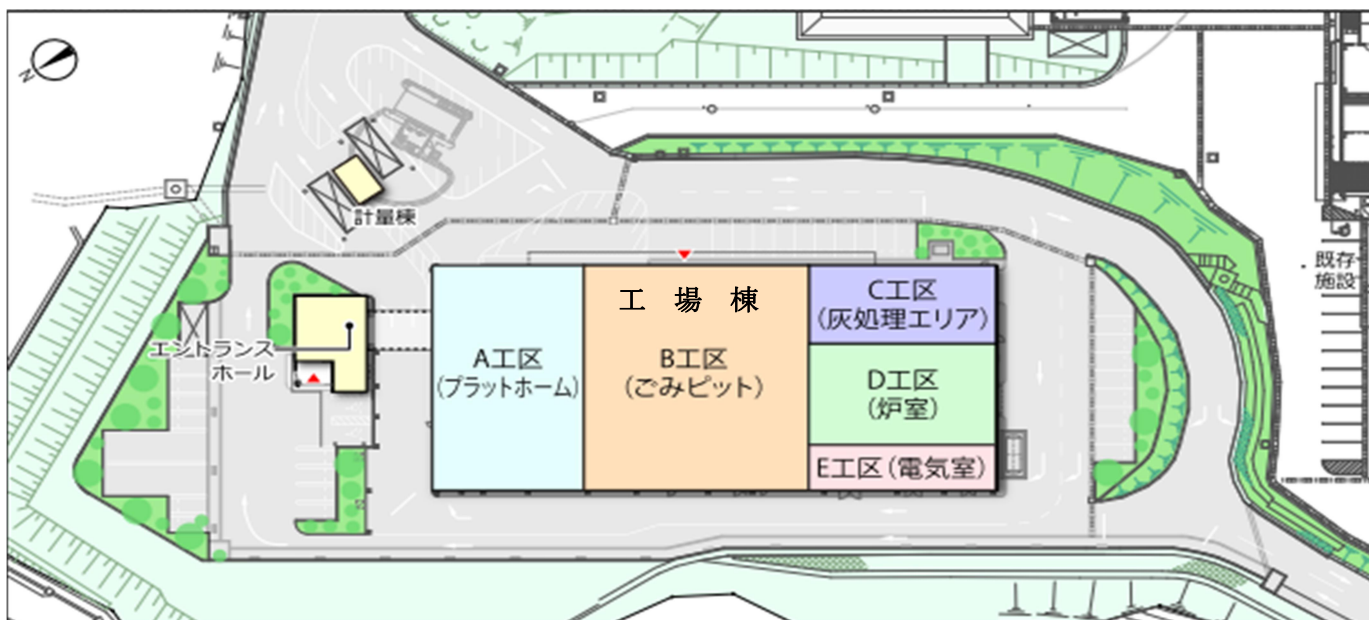 N
計量棟
既存
施設
エントランス
ホール
工場棟
A工区
(プラットホーム)
B工区
(ごみピット)
C工区
(灰処理エリア)
D工区
(炉室)
E工区(電気室)